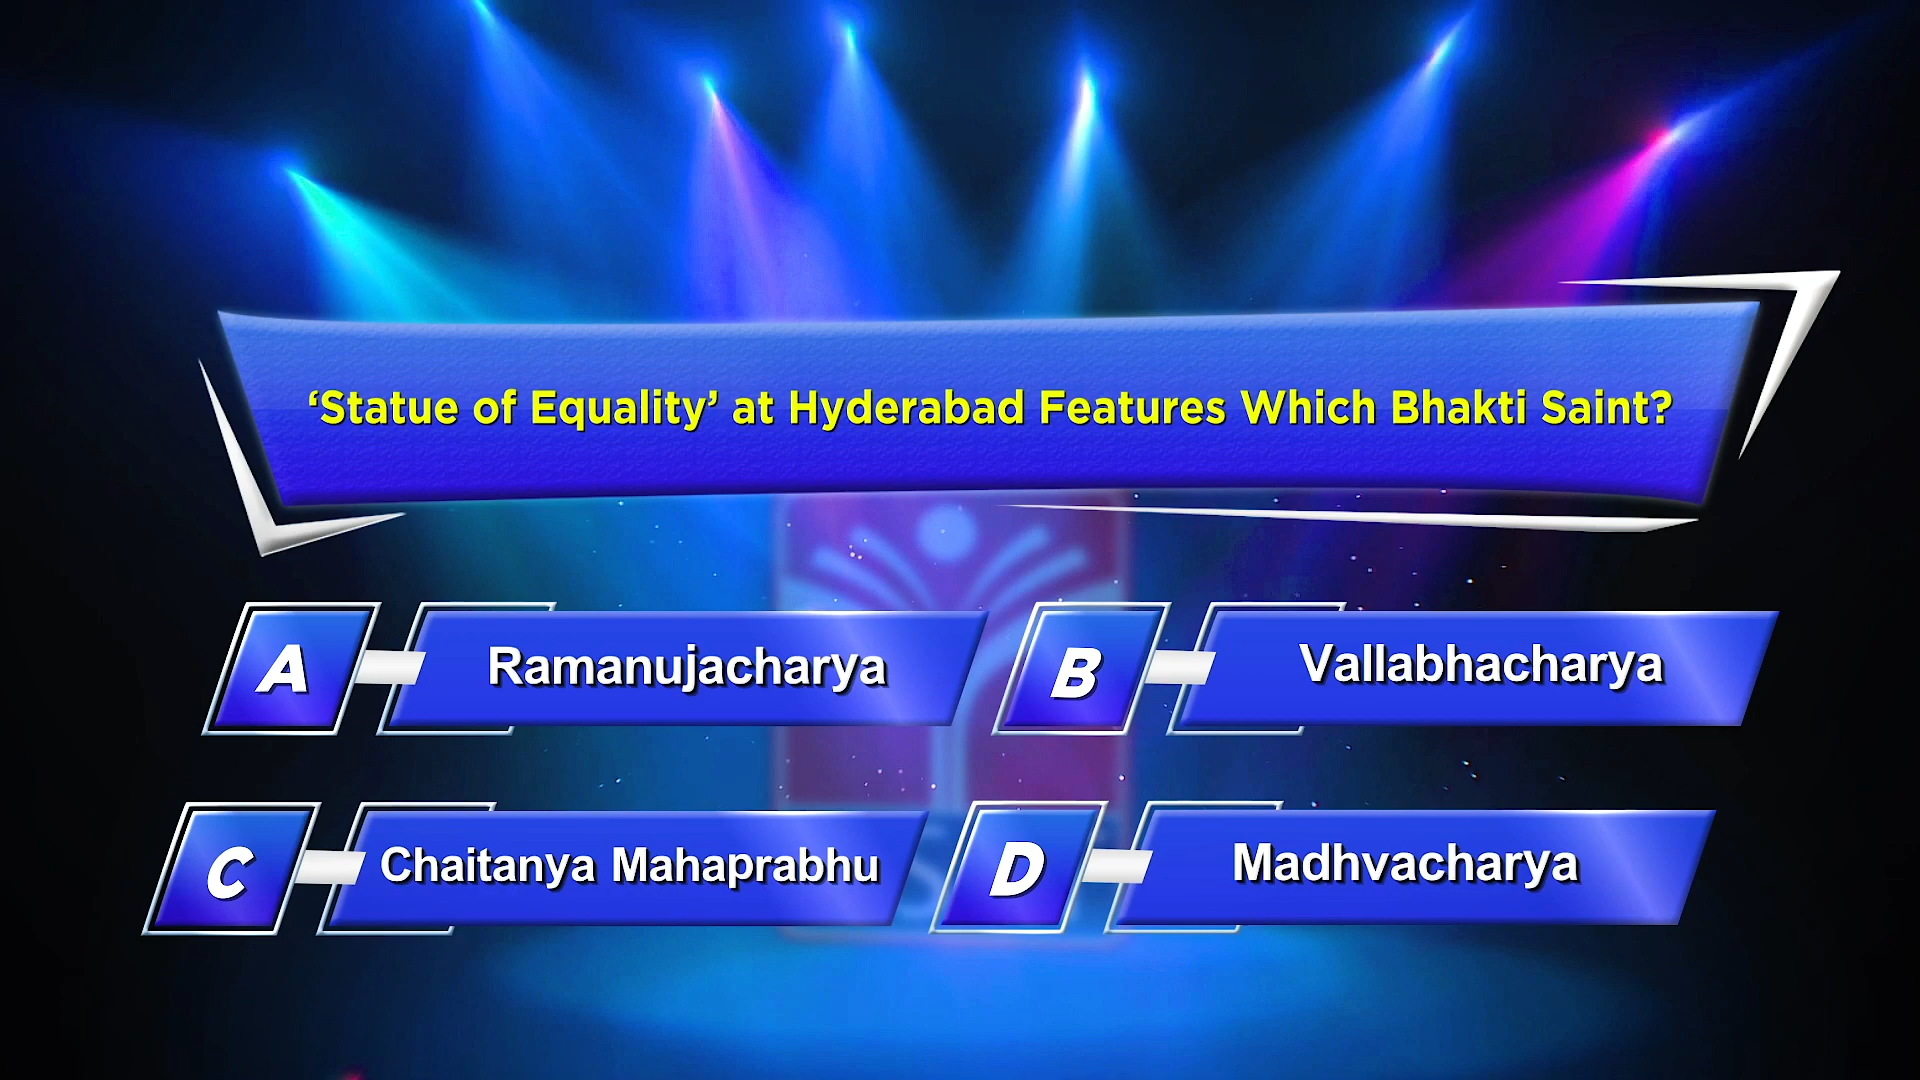 ‘Statue of Equality’ at Hyderabad Features Which Bhakti Saint?
A Ramanujacharya
B Vallabhacharya
C Chaitanya Mahaprabhu
D Madhvacharya